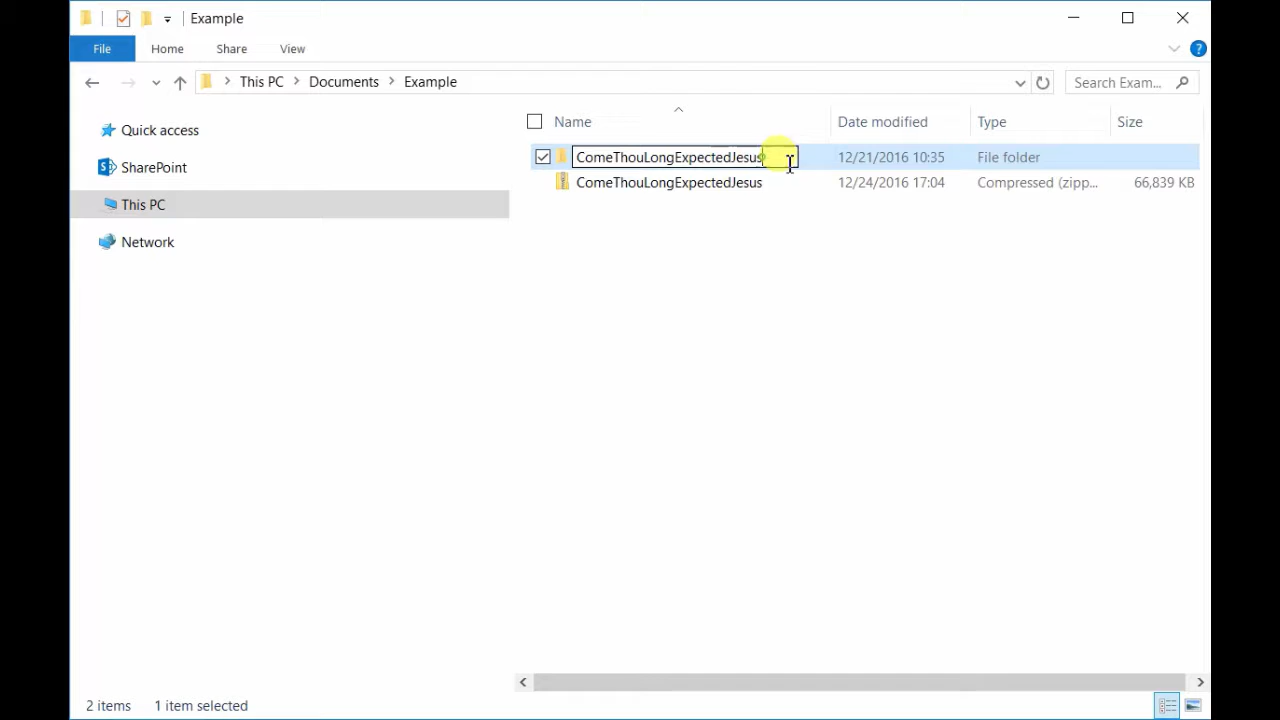 Example
File Home Share View
?
This PC Documents Example
Search Exam...
Quick access
SharePoint
This PC
Network
Name Date modified Type Size
ComeThouLongExpectedJesus 12/21/2016 10:35 File folder
ComeThouLongExpectedJesus 12/24/2016 17:04 Compressed (zipp... 66,839 KB
2 items 1 item selected